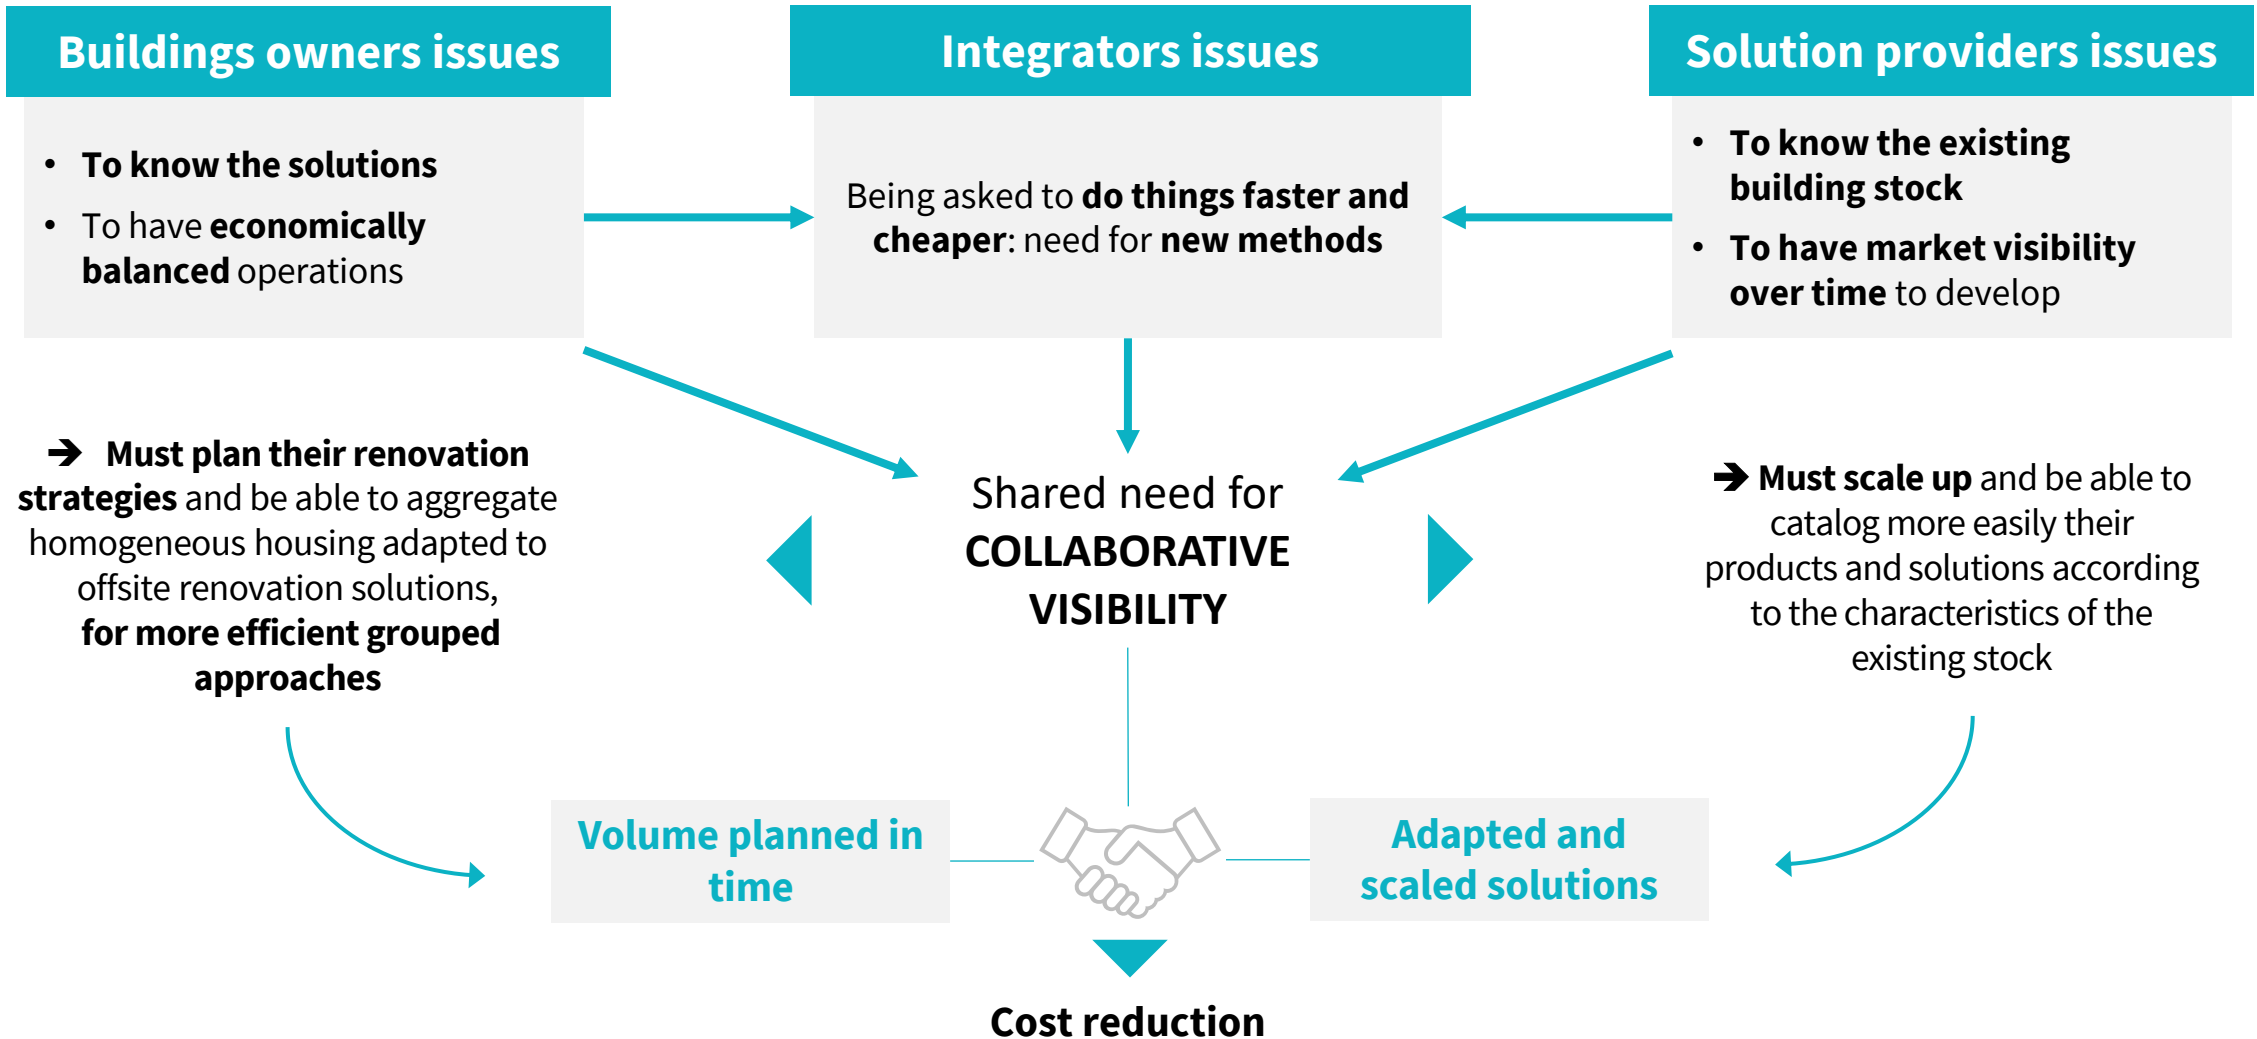 Buildings owners issues
• To know the solutions
• To have economically
balanced operations
Integrators issues
Being asked to do things faster and
cheaper: need for new methods
Solution providers issues
• To know the existing
building stock
• To have market visibility
over time to develop
➔ Must plan their renovation
strategies and be able to aggregate
homogeneous housing adapted to
offsite renovation solutions,
for more efficient grouped
approaches
Shared need for
COLLABORATIVE
VISIBILITY
➔ Must scale up and be able to
catalog more easily their
products and solutions according
to the characteristics of the
existing stock
Volume planned in
time
Adapted and
scaled solutions
Cost reduction